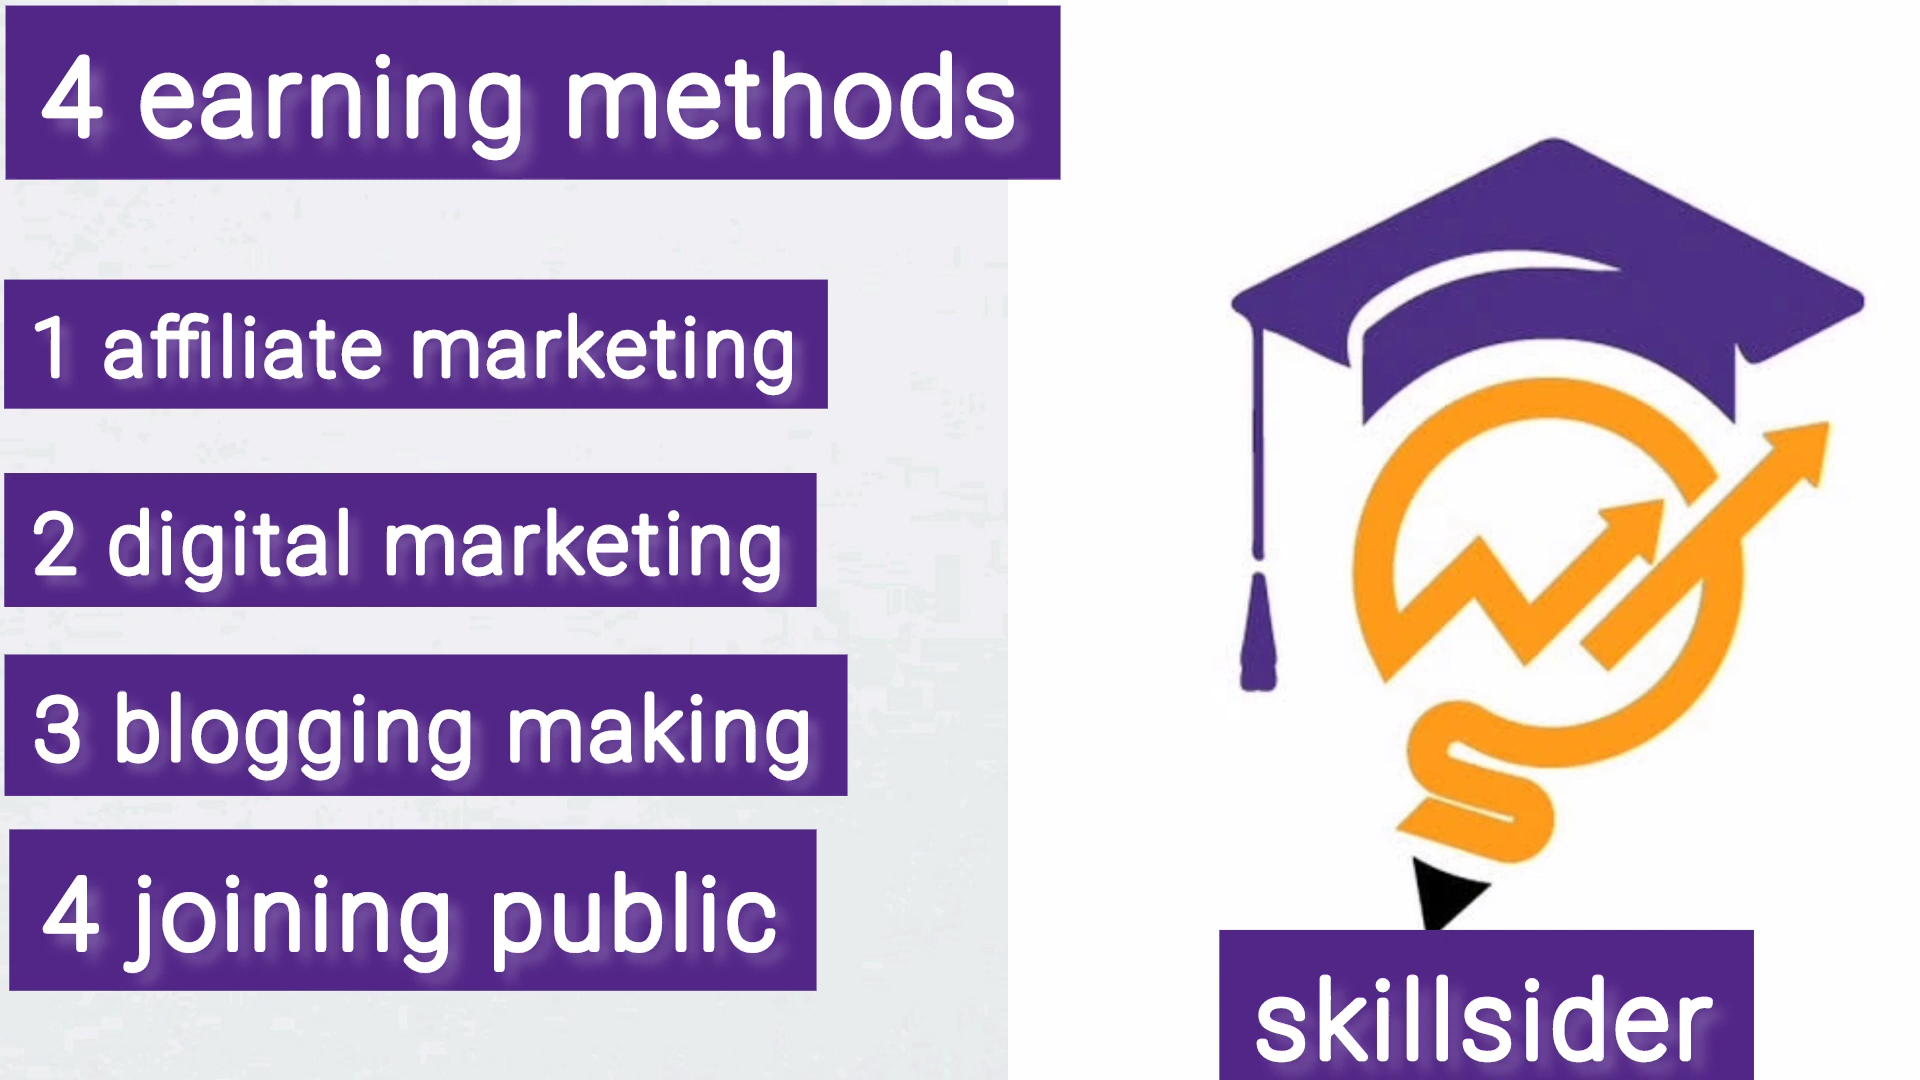 4 earning methods
1 affiliate marketing
2 digital marketing
3 blogging making
4 joining public
skillsider